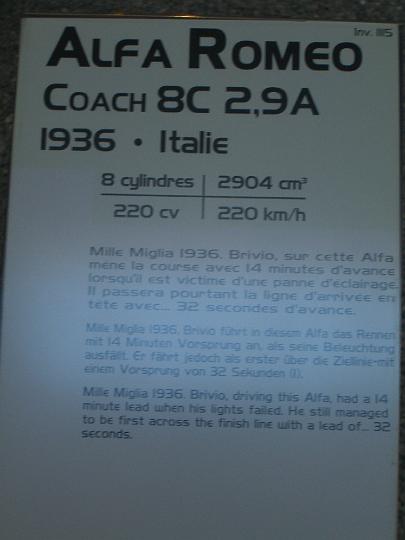 Inv. 1115
ALFA ROMEO
COACH 8C 2,9A
1936 • Italie
8 cylindres | 2904 cm³
220 cv | 220 km/h
Mille Miglia 1936. Brivio, sur cette Alfa
mène la course avec 14 minutes d'avance
lorsqu'il est victime d'une panne d'éclairage.
Il passera pourtant la ligne d'arrivée en
tête avec... 32 secondes d'avance.
Mille Miglia 1936. Brivio führt in diesem Alfa das Rennen
mit 14 Minuten Vorsprung an, als seine Beleuchtung
ausfällt. Er fährt jedoch als erster über die Ziellinie-mit
einem Vorsprung von 32 Sekunden (!).
Mille Miglia 1936. Brivio, driving this Alfa, had a 14
minute lead when his lights failed. He still managed
to be first across the finish line with a lead of... 32
seconds.